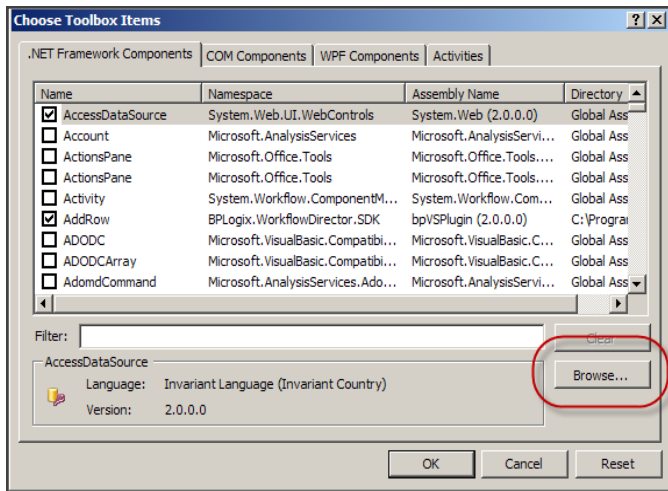 Choose Toolbox Items
.NET Framework Components COM Components WPF Components Activities
Name Namespace Assembly Name Directory
AccessDataSource System.Web.UI.WebControls System.Web (2.0.0.0) Global Ass
Account Microsoft.AnalysisServices Microsoft.AnalysisServi... Global Ass
ActionsPane Microsoft.Office.Tools Microsoft.Office.Tools.... Global Ass
ActionsPane Microsoft.Office.Tools Microsoft.Office.Tools.... Global Ass
Activity System.Workflow.ComponentM... System.Workflow.Com... Global Ass
AddRow BPLogix.WorkflowDirector.SDK bpVSPlugin (2.0.0.0) C:\Progra
ADODC Microsoft.VisualBasic.Compatibi... Microsoft.VisualBasic.C... Global Ass
ADODCArray Microsoft.VisualBasic.Compatibi... Microsoft.VisualBasic.C... Global Ass
AdomdCommand Microsoft.AnalysisServices.Ado... Microsoft.AnalysisServi... Global Ass
Filter: Clear
AccessDataSource
Browse...
Language: Invariant Language (Invariant Country)
Version: 2.0.0.0
OK Cancel Reset